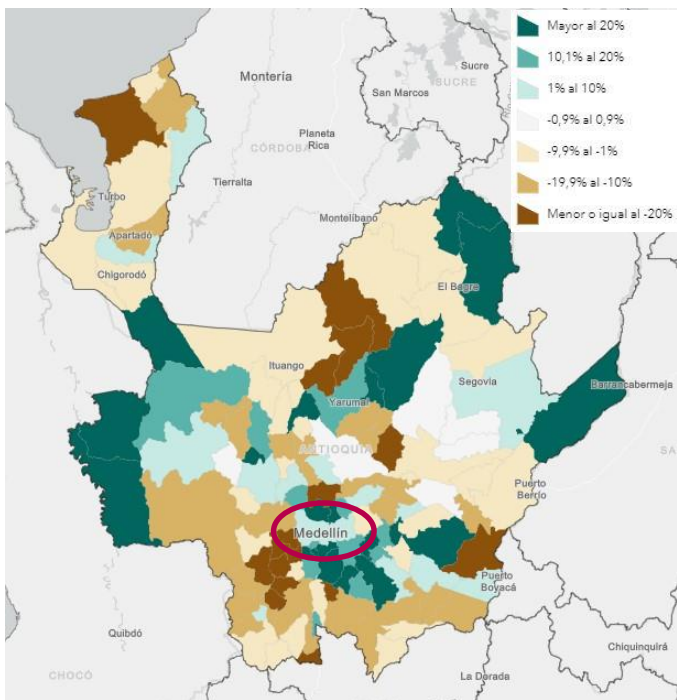 Mayor al 20%
10,1% al 20%
1% al 10%
-0,9% al 0,9%
-9,9% al -1%
-19,9% al -10%
Menor o igual al -20%
Montería
Sucre
SUCRE
San Marcos
Planeta
Rica
CÓRDOBA
Tierralta
Turbo
Montelíbano
Apartadó
Chigorodó
El Bagre
Ituango
Segovia
Barrancabermeja
Yarumal
ANTIOQUIA
Puerto
Berrío
Medellín
Puerto
Boyacá
Quibdó
Chiquinquirá
CHOCÓ
La Dorada